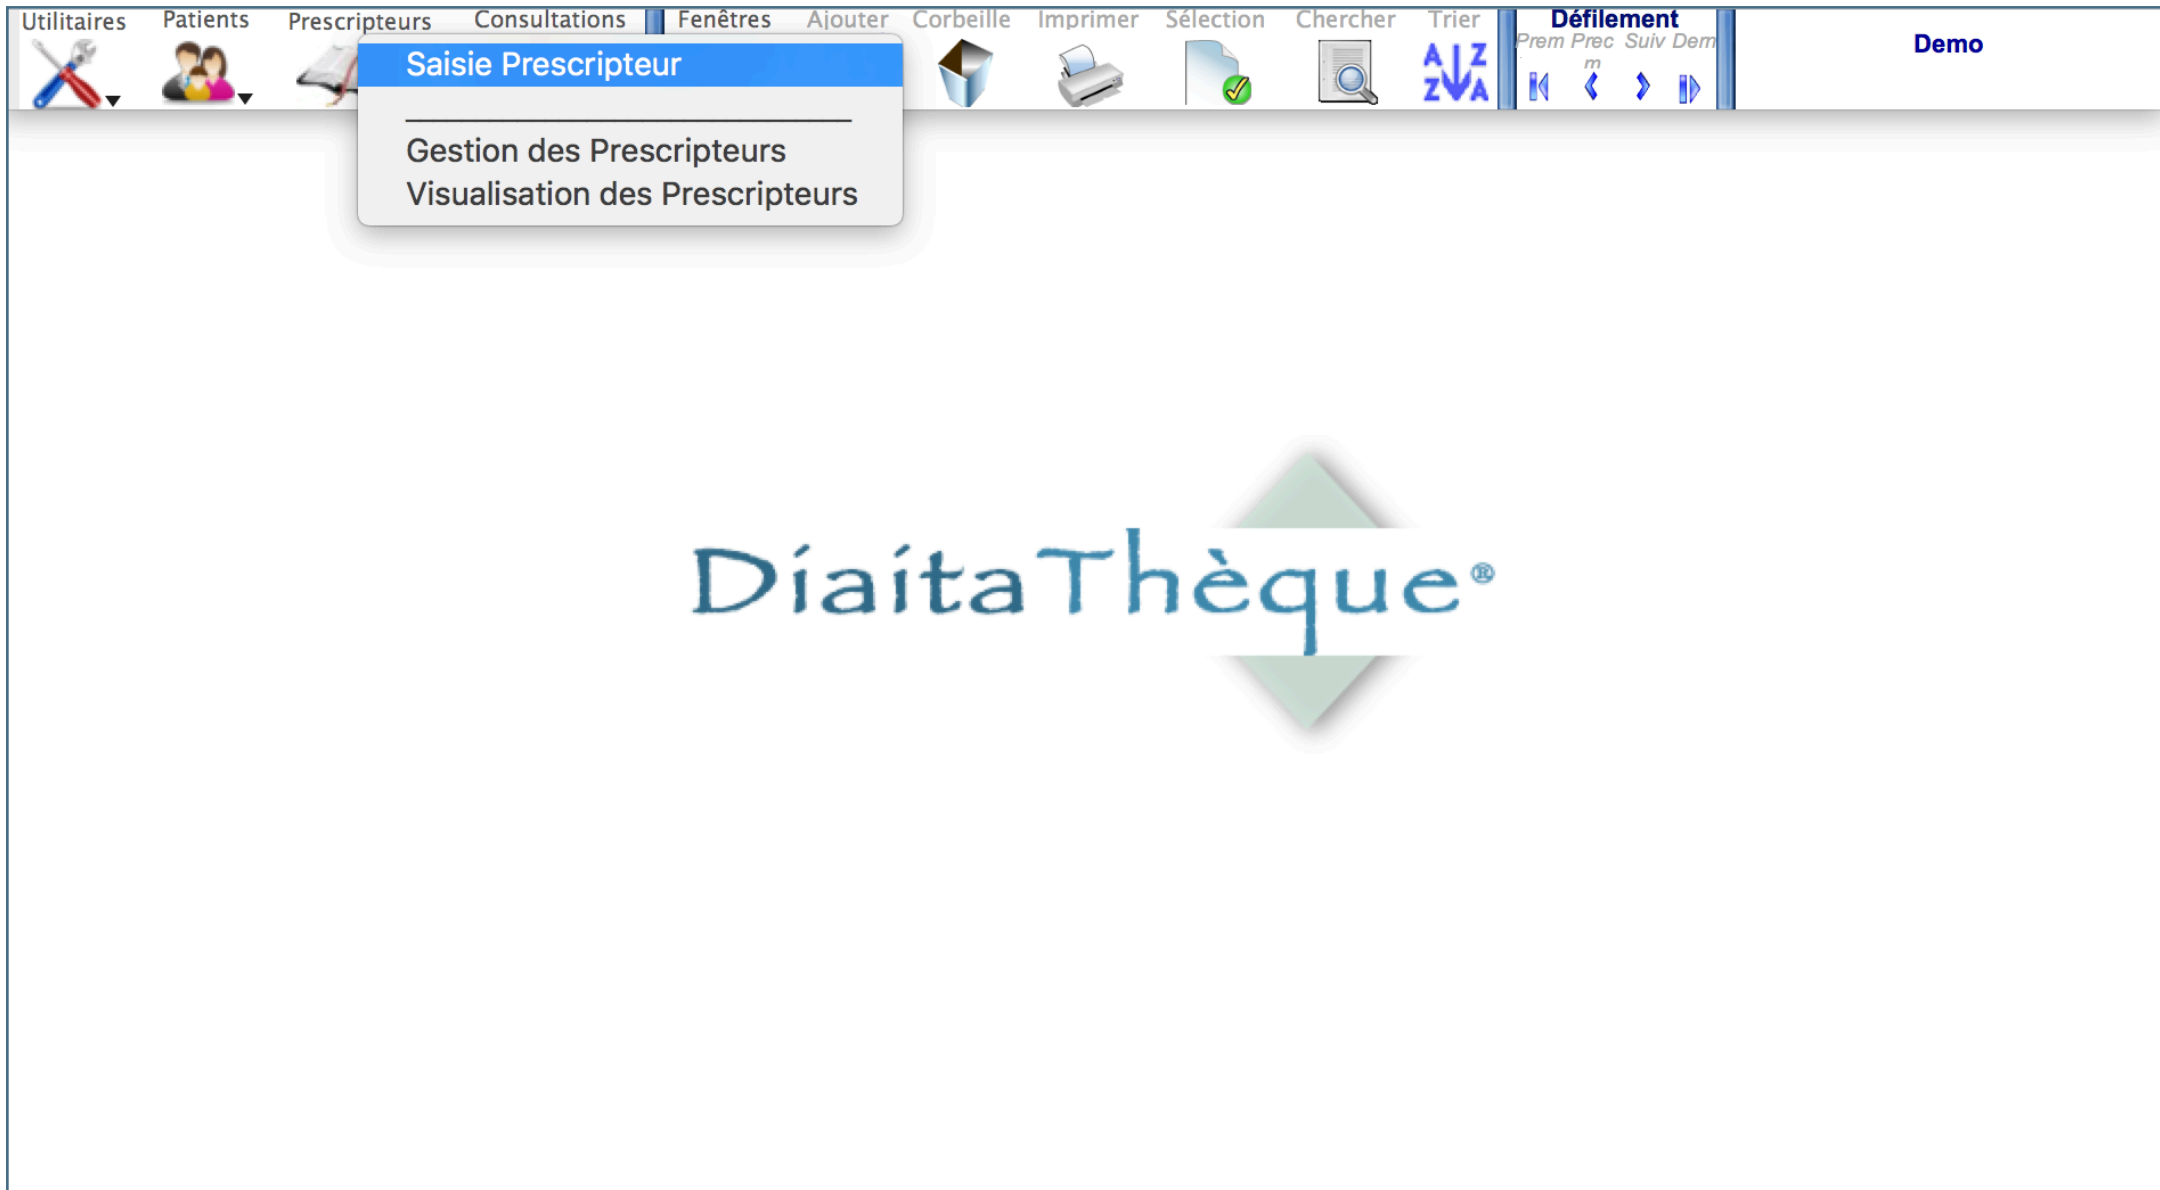 Utilitaires Patients Prescripteurs Consultations Fenêtres Ajouter Corbeille Imprimer Sélection Chercher Trier Défilement
Prem Prec Suiv Dern
m
Demo
A Z
Z A
Saisie Prescripteur
Gestion des Prescripteurs
Visualisation des Prescripteurs
DiaitaThèque®